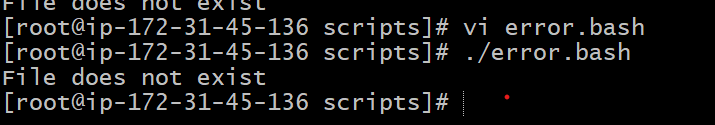 File does not exist
[root@ip-172-31-45-136 scripts]# vi error.bash
[root@ip-172-31-45-136 scripts]# ./error.bash
File does not exist
[root@ip-172-31-45-136 scripts]#